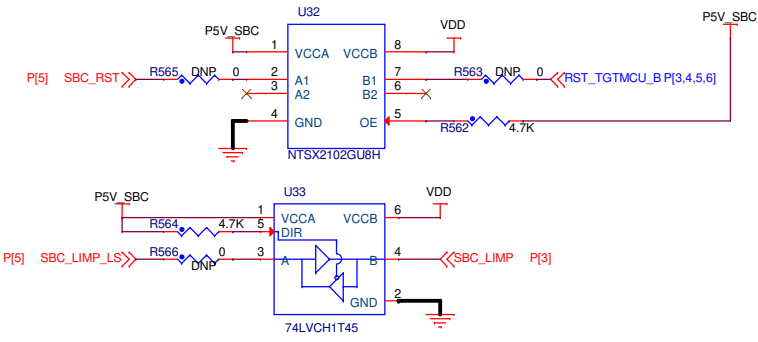 U32
P5V_SBC
VDD
P5V_SBC
1 VCCA VCCB 8
P[5] SBC_RST R565 DNP 0 2 A1 B1 7 R563 DNP 0 RST_TGTMCU_B P[3,4,5,6]
3 A2 B2 6
4 GND OE 5 R562 4.7K
NTSX2102GU8H
U33
P5V_SBC
VDD
1 VCCA VCCB 6
R564 4.7K 5 DIR
P[5] SBC_LIMP_LS R566 0 DNP 3 A B 4 SBC_LIMP P[3]
GND 2
74LVCH1T45